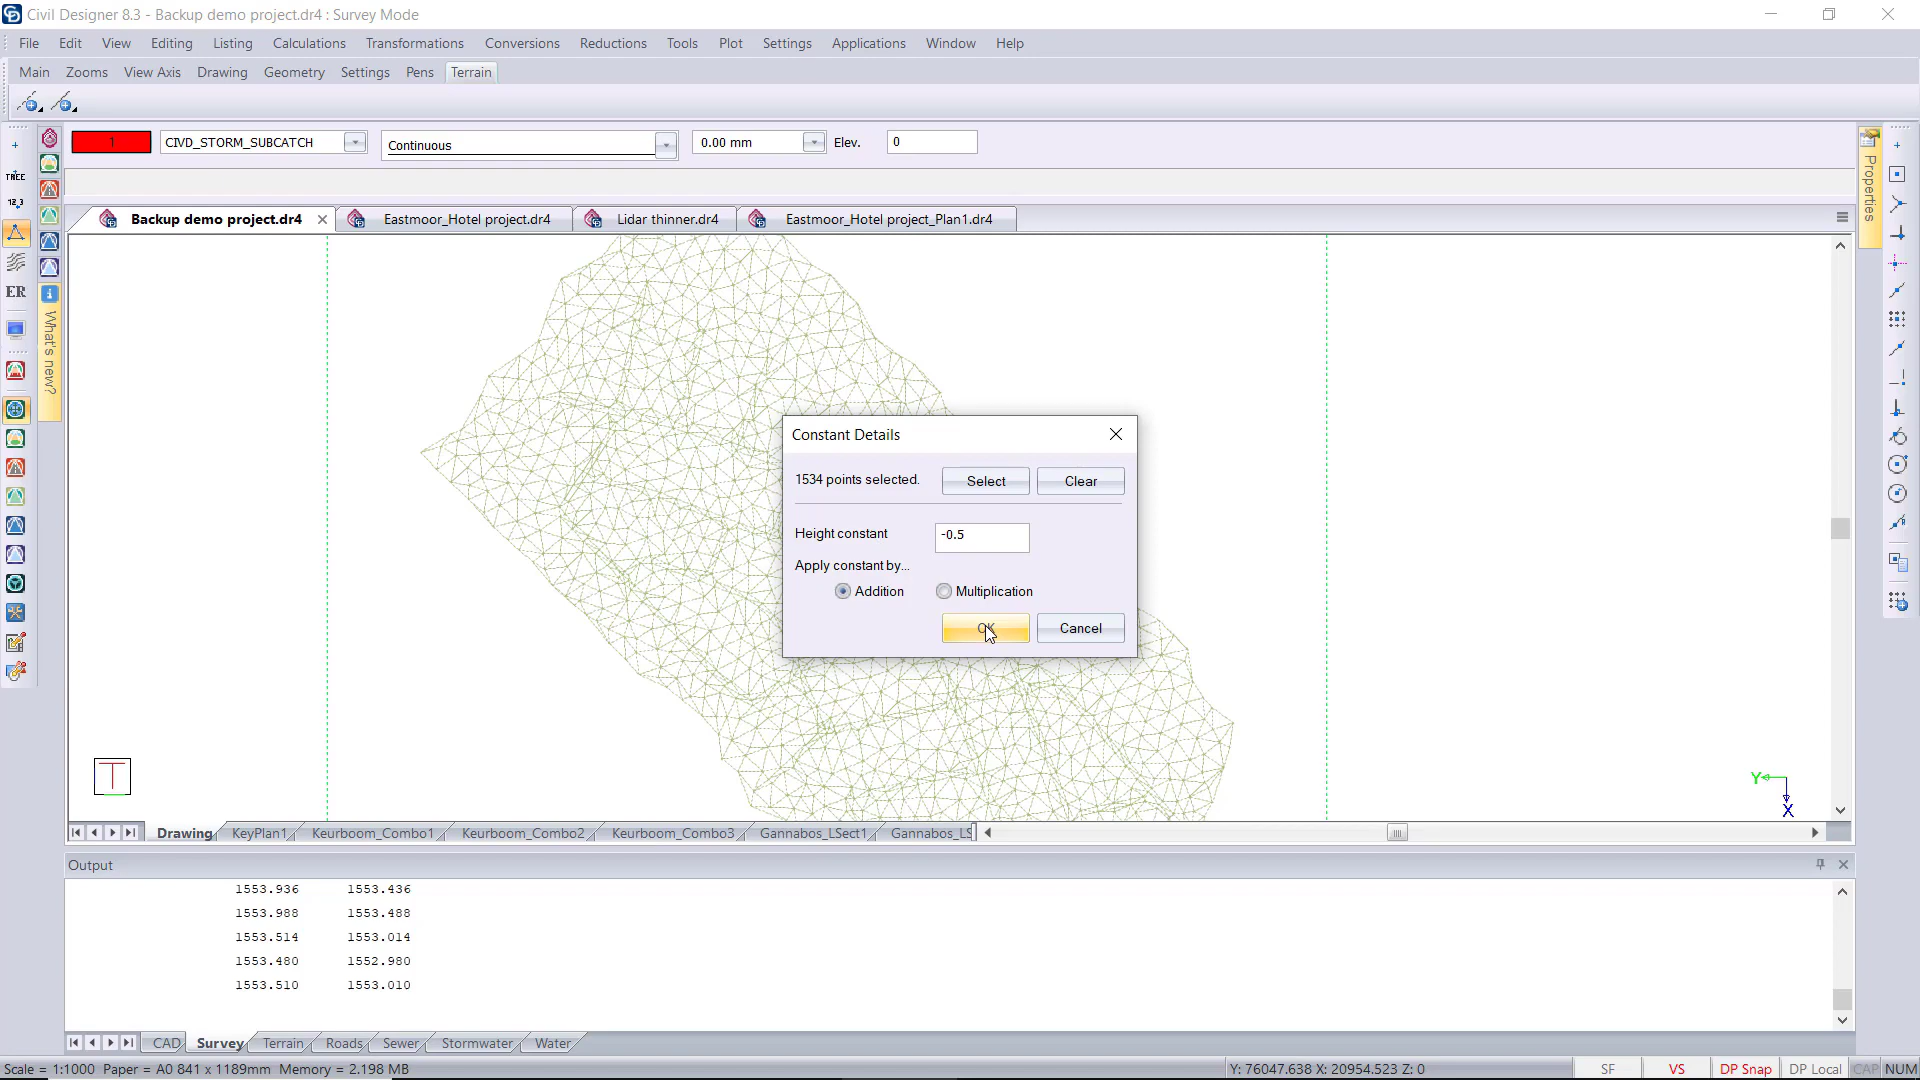 Civil Designer 8.3 - Backup demo project.dr4 : Survey Mode
File Edit View Editing Listing Calculations Transformations Conversions Reductions Tools Plot Settings Applications Window Help
Main Zooms View Axis Drawing Geometry Settings Pens Terrain
1 CIVD_STORM_SUBCATCH Continuous 0.00 mm Elev. 0
TREE
12.3
ER
What's new?
Properties
Backup demo project.dr4 Eastmoor_Hotel project.dr4 Lidar thinner.dr4 Eastmoor_Hotel project_Plan1.dr4
Constant Details
1534 points selected. Select Clear
Height constant -0.5
Apply constant by...
Addition Multiplication
OK Cancel
T
Y
X
Drawing KeyPlan1 Keurboom_Combo1 Keurboom_Combo2 Keurboom_Combo3 Gannabos_LSect1 Gannabos_LS
Output
1553.936 1553.436
1553.988 1553.488
1553.514 1553.014
1553.480 1552.980
1553.510 1553.010
CAD Survey Terrain Roads Sewer Stormwater Water
Scale = 1:1000 Paper = A0 841 x 1189mm Memory = 2.198 MB Y: 76047.638 X: 20954.523 Z: 0 SF VS DP Snap DP Local CAP NUM